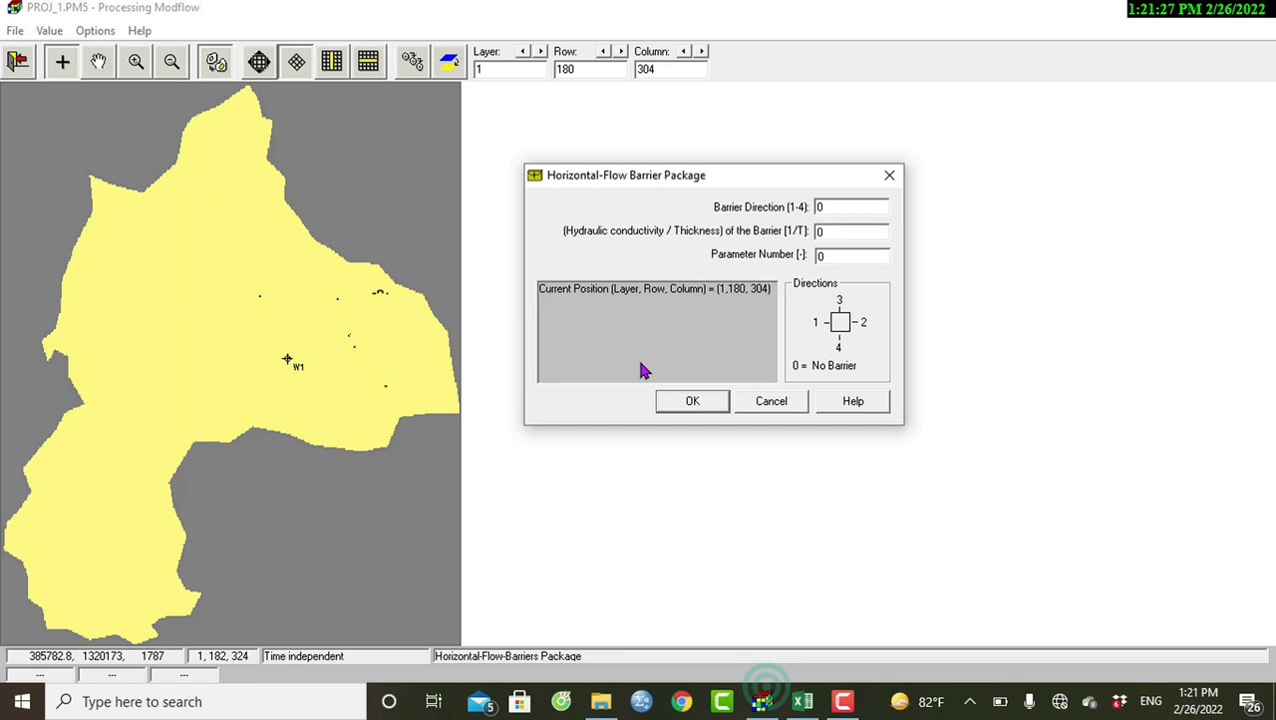 PROJ_1.PM5 - Processing Modflow
1:21:27 PM 2/26/2022
File Value Options Help
Layer: Row: Column:
1 180 304
W1
Horizontal-Flow Barrier Package
Barrier Direction (1-4): 0
(Hydraulic conductivity / Thickness) of the Barrier [1/T] 0
Parameter Number [-]: 0
Current Position (Layer, Row, Column) = (1,180, 304)
Directions
3
1 2
4
0 = No Barrier
OK Cancel Help
385782.8, 1320173, 1787 1, 182, 324 Time independent Horizontal-Flow-Barriers Package
... ... ...
Type here to search
5
82°F
ENG
1:21 PM
2/26/2022
26